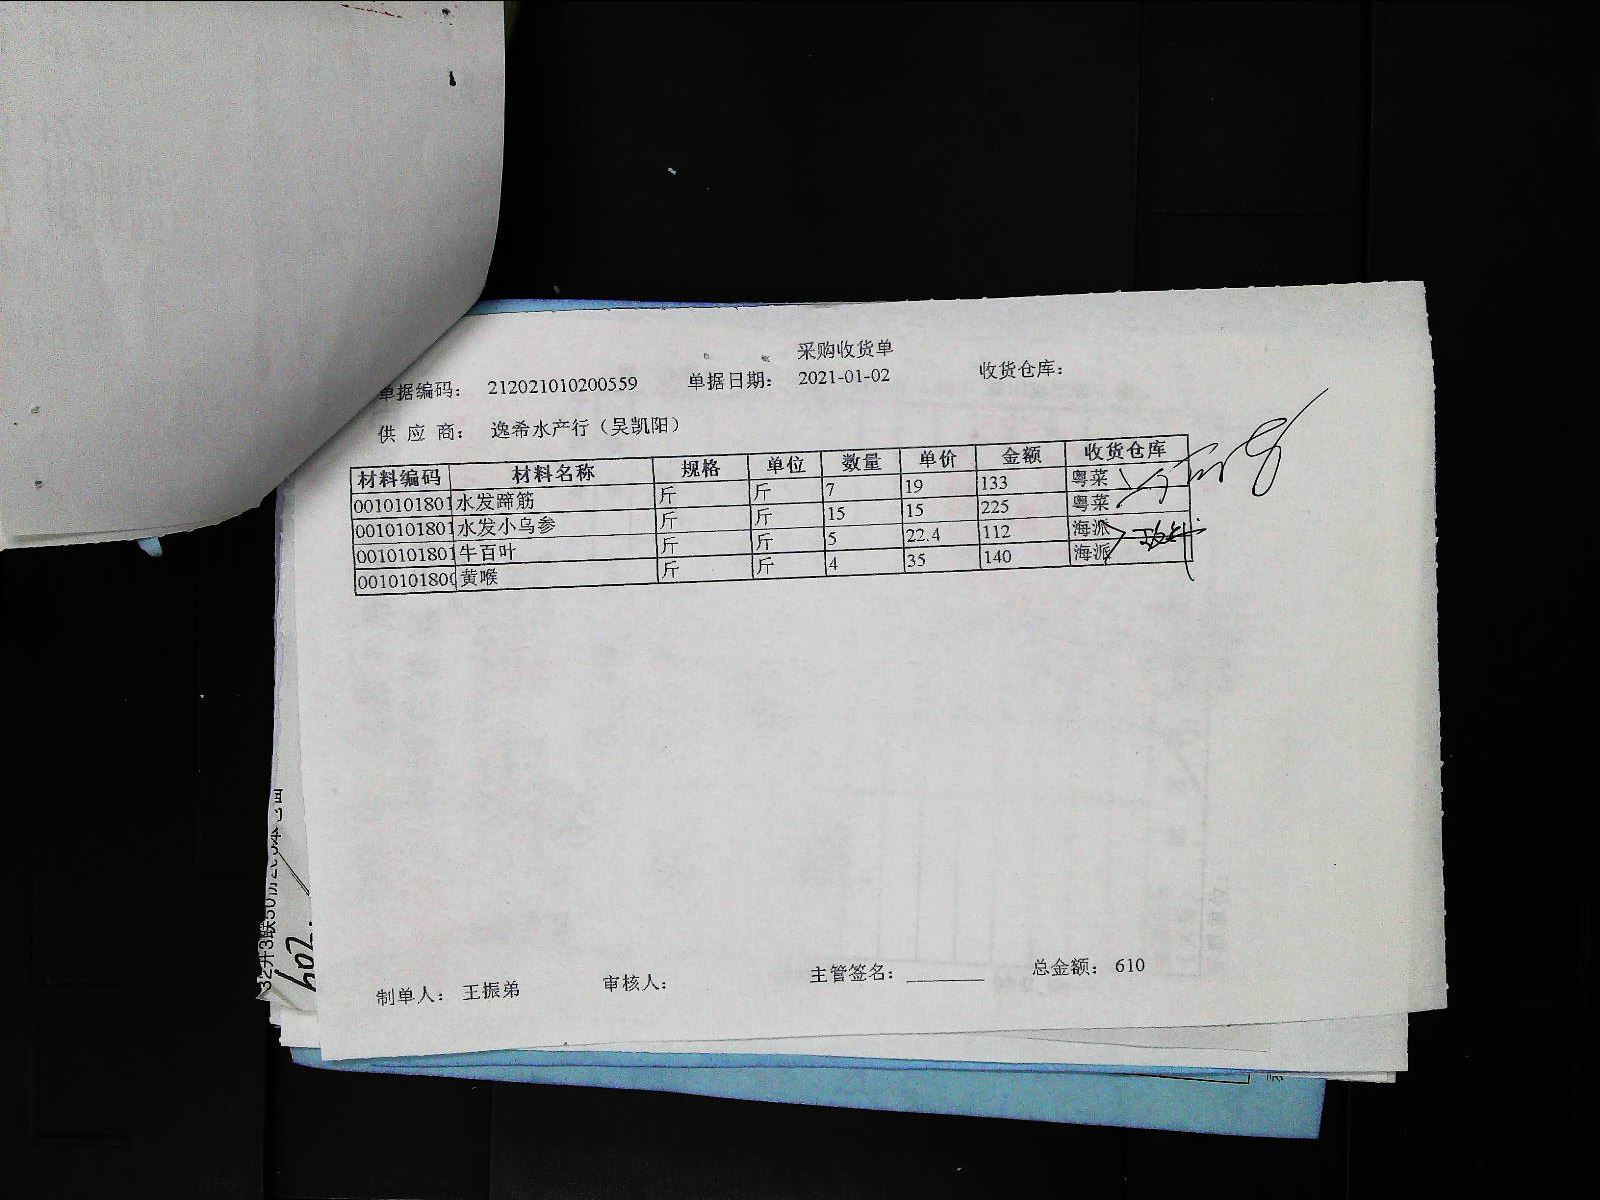 采购收货单
单据编码： 212021010200559 单据日期： 2021-01-02 收货仓库：
供 应 商： 逸希水产行（吴凯阳）
材料编码 材料名称 规格 单位 数量 单价 金额 收货仓库
0010101801 水发蹄筋 斤 斤 7 19 133 粤菜
0010101801 水发小乌参 斤 斤 15 15 225 粤菜
0010101801 牛百叶 斤 斤 5 22.4 112 海派
0010101800 黄喉 斤 斤 4 35 140 海派
制单人： 王振弟 审核人： 主管签名： 总金额： 610